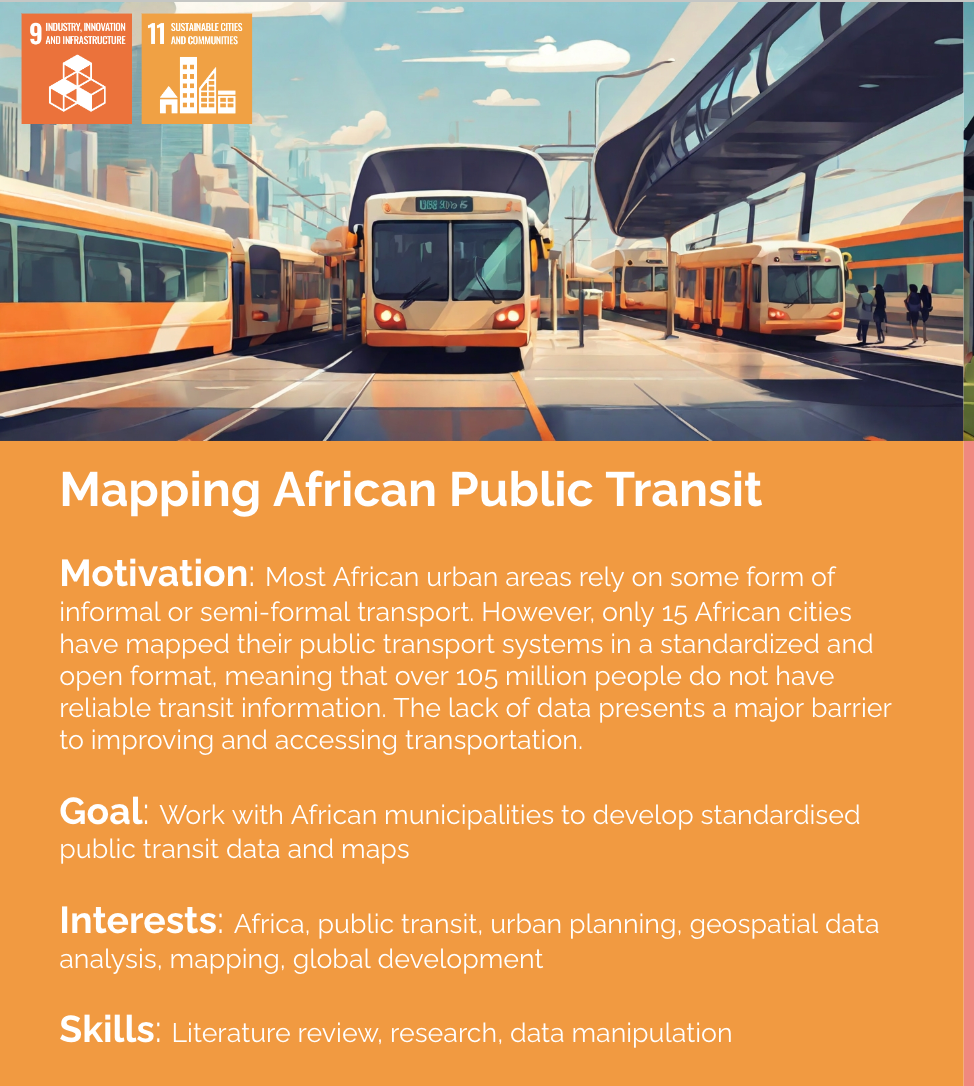 9 INDUSTRY, INNOVATION
AND INFRASTRUCTURE
11 SUSTAINABLE CITIES
AND COMMUNITIES
Mapping African Public Transit
Motivation: Most African urban areas rely on some form of
informal or semi-formal transport. However, only 15 African cities
have mapped their public transport systems in a standardized and
open format, meaning that over 105 million people do not have
reliable transit information. The lack of data presents a major barrier
to improving and accessing transportation.
Goal: Work with African municipalities to develop standardised
public transit data and maps
Interests: Africa, public transit, urban planning, geospatial data
analysis, mapping, global development
Skills: Literature review, research, data manipulation